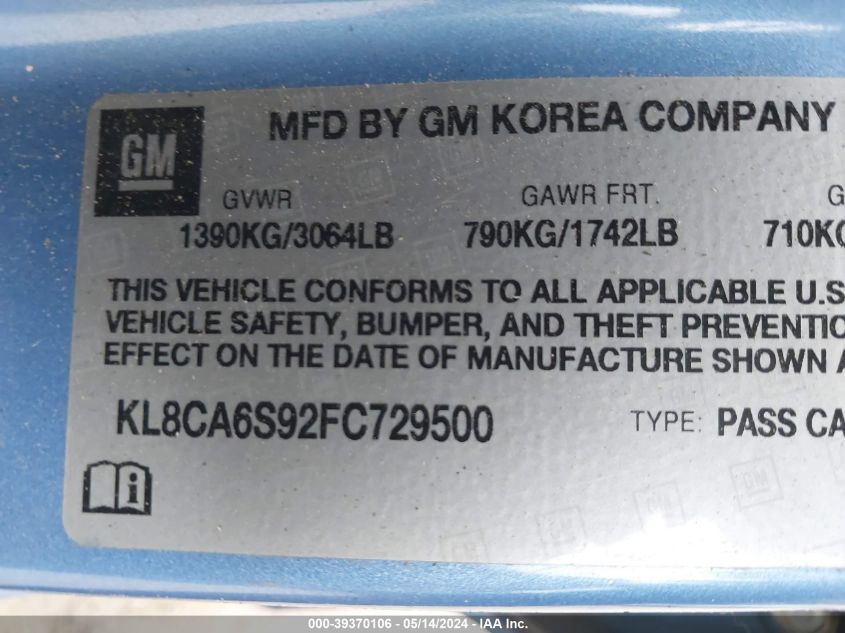 GM
MFD BY GM KOREA COMPANY
GVWR GAWR FRT. G
1390KG/3064LB 790KG/1742LB 710K
THIS VEHICLE CONFORMS TO ALL APPLICABLE U.S
VEHICLE SAFETY, BUMPER, AND THEFT PREVENTIO
EFFECT ON THE DATE OF MANUFACTURE SHOWN A
KL8CA6S92FC729500 TYPE: PASS CA
i
000-39370106 - 05/14/2024 - IAA Inc.